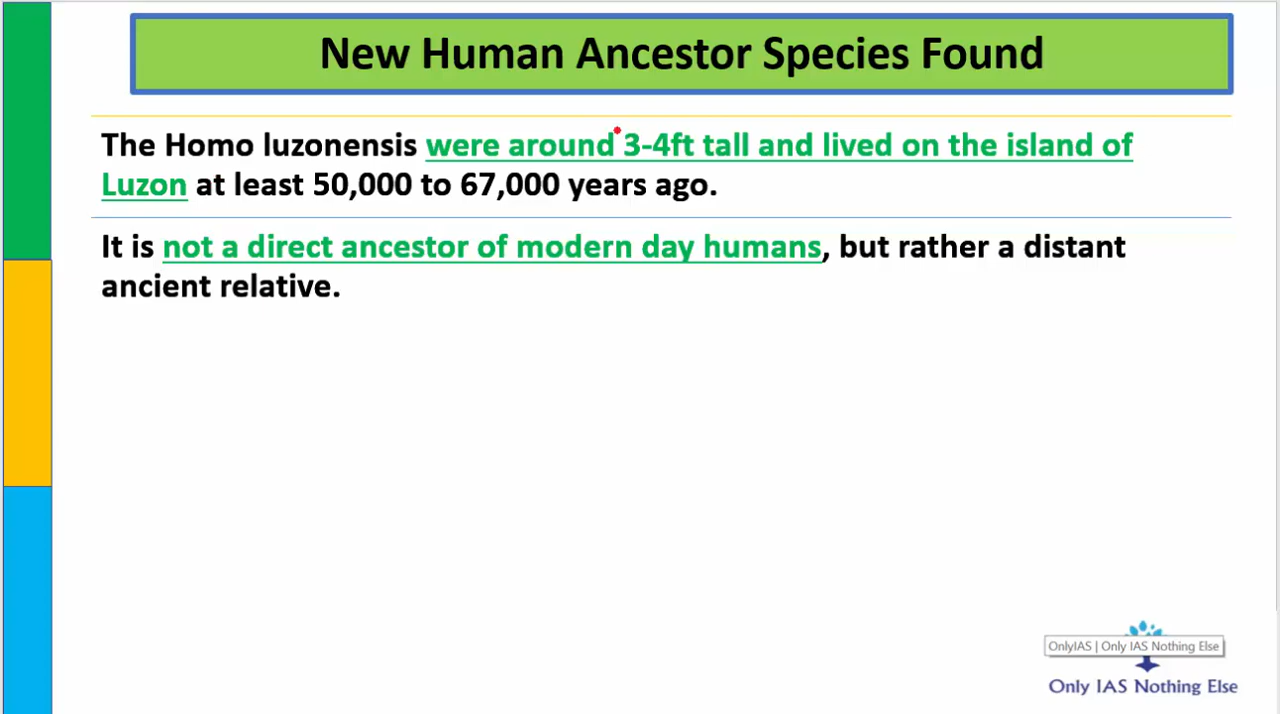 New Human Ancestor Species Found
The Homo luzonensis were around 3-4ft tall and lived on the island of
Luzon at least 50,000 to 67,000 years ago.
It is not a direct ancestor of modern day humans, but rather a distant
ancient relative.
OnlyIAS | Only IAS Nothing Else
Only IAS Nothing Else